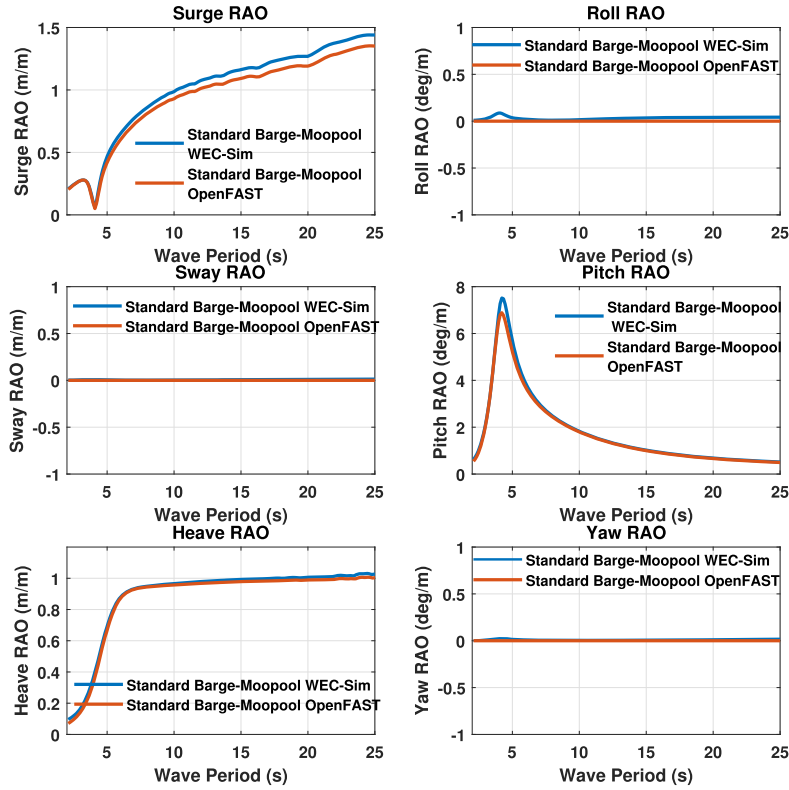 Surge RAO
1.5
1
0.5
0
Surge RAO (m/m)
Standard Barge-Moopool
WEC-Sim
Standard Barge-Moopool
OpenFAST
5 10 15 20 25
Wave Period (s)
Roll RAO
1
0.5
0
-0.5
-1
Roll RAO (deg/m)
Standard Barge-Moopool WEC-Sim
Standard Barge-Moopool OpenFAST
5 10 15 20 25
Wave Period (s)
Sway RAO
1
0.5
0
-0.5
-1
Sway RAO (m/m)
Standard Barge-Moopool WEC-Sim
Standard Barge-Moopool OpenFAST
5 10 15 20 25
Wave Period (s)
Pitch RAO
8
6
4
2
0
Pitch RAO (deg/m)
Standard Barge-Moopool
WEC-Sim
Standard Barge-Moopool
OpenFAST
5 10 15 20 25
Wave Period (s)
Heave RAO
1
0.8
0.6
0.4
0.2
0
Heave RAO (m/m)
Standard Barge-Moopool WEC-Sim
Standard Barge-Moopool OpenFAST
5 10 15 20 25
Wave Period (s)
Yaw RAO
1
0.5
0
-0.5
-1
Yaw RAO (deg/m)
Standard Barge-Moopool WEC-Sim
Standard Barge-Moopool OpenFAST
5 10 15 20 25
Wave Period (s)